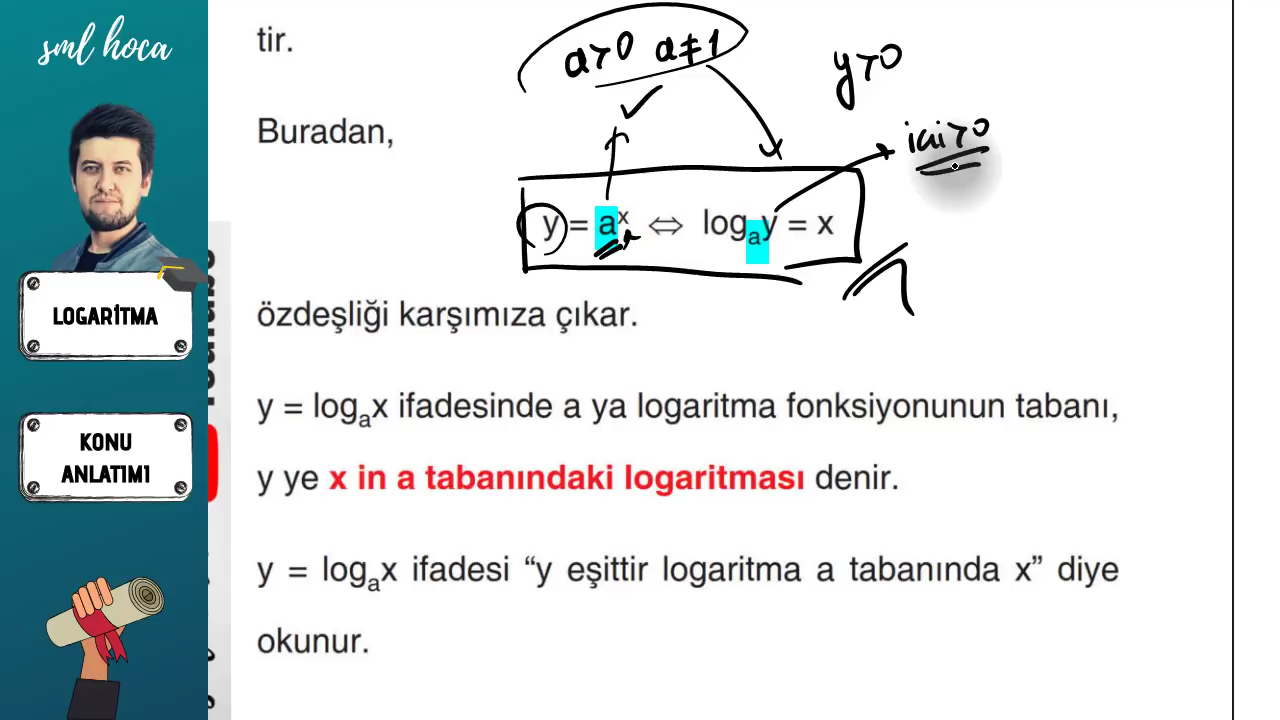 sml hoca
LOGARİTMA
KONU
ANLATIMI
tir.
a>0 a≠1
y>0
Buradan,
içi>0
y = aˣ ⇔ logₐy = x
özdeşliği karşımıza çıkar.
y = logₐx ifadesinde a ya logaritma fonksiyonunun tabanı,
y ye x in a tabanındaki logaritması denir.
y = logₐx ifadesi “y eşittir logaritma a tabanında x” diye
okunur.